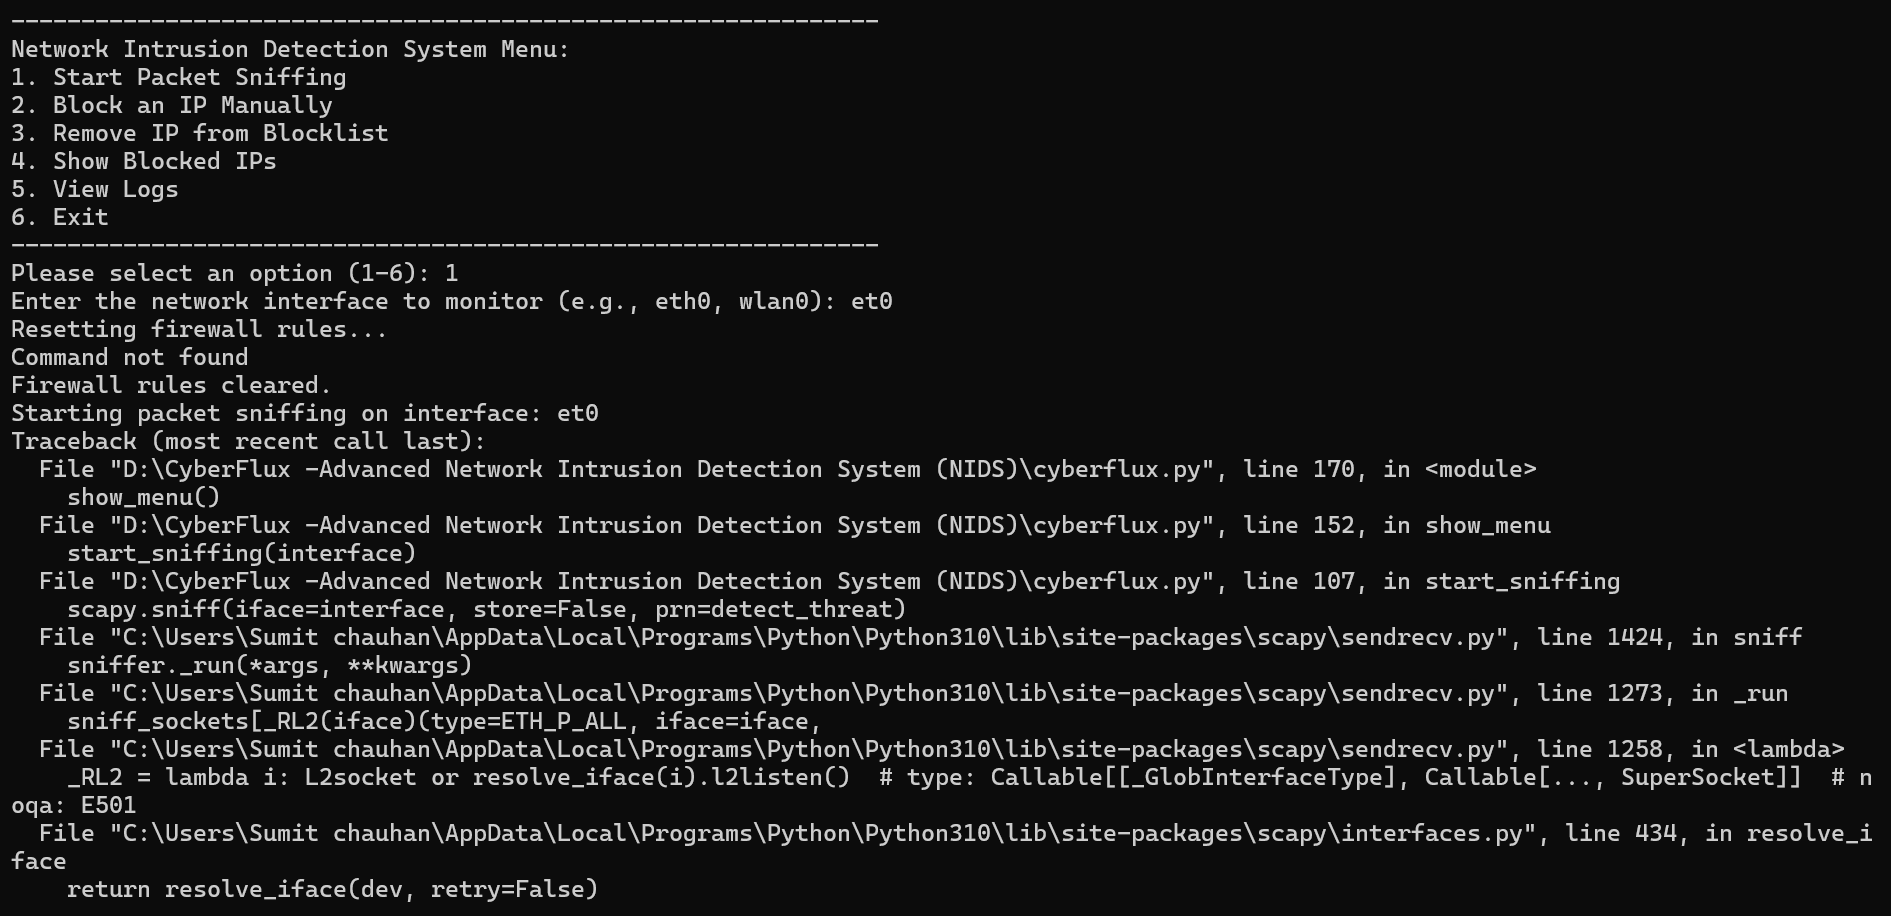 --------------------------------------------------------------
Network Intrusion Detection System Menu:
1. Start Packet Sniffing
2. Block an IP Manually
3. Remove IP from Blocklist
4. Show Blocked IPs
5. View Logs
6. Exit
--------------------------------------------------------------
Please select an option (1-6): 1
Enter the network interface to monitor (e.g., eth0, wlan0): et0
Resetting firewall rules...
Command not found
Firewall rules cleared.
Starting packet sniffing on interface: et0
Traceback (most recent call last):
  File "D:\CyberFlux -Advanced Network Intrusion Detection System (NIDS)\cyberflux.py", line 170, in <module>
    show_menu()
  File "D:\CyberFlux -Advanced Network Intrusion Detection System (NIDS)\cyberflux.py", line 152, in show_menu
    start_sniffing(interface)
  File "D:\CyberFlux -Advanced Network Intrusion Detection System (NIDS)\cyberflux.py", line 107, in start_sniffing
    scapy.sniff(iface=interface, store=False, prn=detect_threat)
  File "C:\Users\Sumit chauhan\AppData\Local\Programs\Python\Python310\lib\site-packages\scapy\sendrecv.py", line 1424, in sniff
    sniffer._run(*args, **kwargs)
  File "C:\Users\Sumit chauhan\AppData\Local\Programs\Python\Python310\lib\site-packages\scapy\sendrecv.py", line 1273, in _run
    sniff_sockets[_RL2(iface)(type=ETH_P_ALL, iface=iface,
  File "C:\Users\Sumit chauhan\AppData\Local\Programs\Python\Python310\lib\site-packages\scapy\sendrecv.py", line 1258, in <lambda>
    _RL2 = lambda i: L2socket or resolve_iface(i).l2listen()  # type: Callable[[_GlobInterfaceType], Callable[..., SuperSocket]]  # n
oqa: E501
  File "C:\Users\Sumit chauhan\AppData\Local\Programs\Python\Python310\lib\site-packages\scapy\interfaces.py", line 434, in resolve_i
face
    return resolve_iface(dev, retry=False)